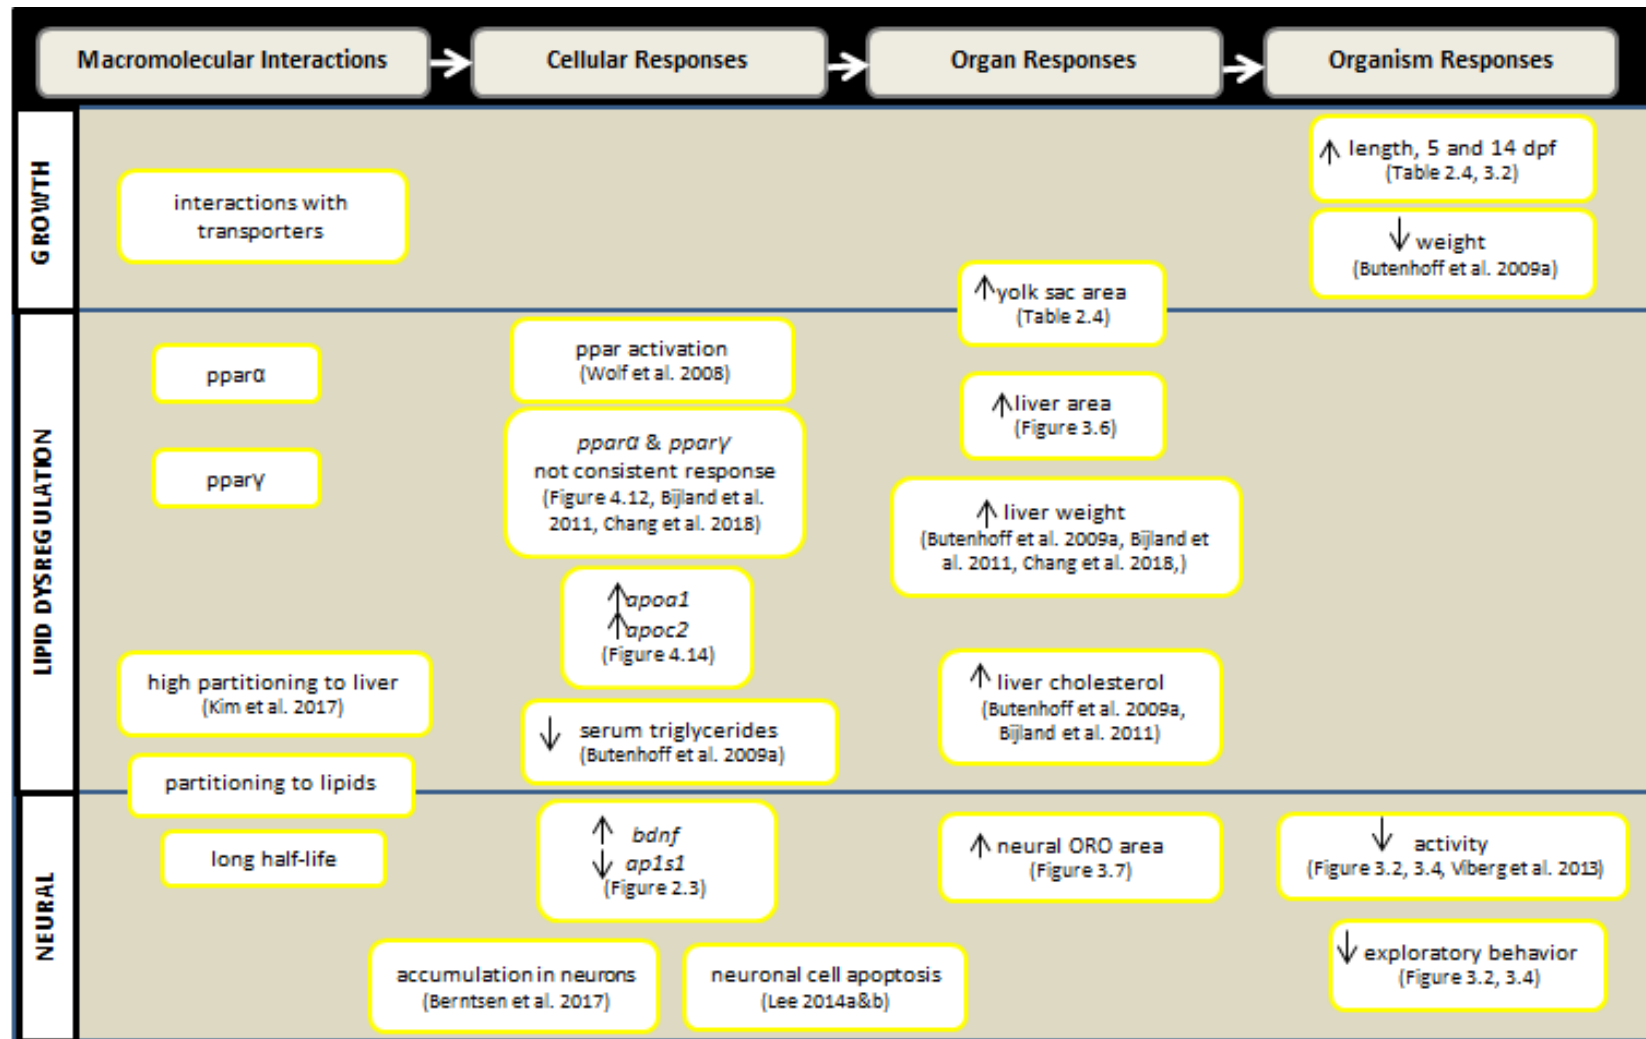 Macromolecular Interactions
Cellular Responses
Organ Responses
Organism Responses
GROWTH
interactions with
transporters
↑ yolk sac area
(Table 2.4)
↑ length, 5 and 14 dpf
(Table 2.4, 3.2)
↓ weight
(Butenhoff et al. 2009a)
LIPID DYSREGULATION
pparα
pparγ
high partitioning to liver
(Kim et al. 2017)
partitioning to lipids
ppar activation
(Wolf et al. 2008)
pparα & pparγ
not consistent response
(Figure 4.12, Bijland et al.
2011, Chang et al. 2018)
↑ apoa1
↑ apoc2
(Figure 4.14)
↓ serum triglycerides
(Butenhoff et al. 2009a)
↑ liver area
(Figure 3.6)
↑ liver weight
(Butenhoff et al. 2009a, Bijland et
al. 2011, Chang et al. 2018,)
↑ liver cholesterol
(Butenhoff et al. 2009a,
Bijland et al. 2011)
NEURAL
long half-life
accumulation in neurons
(Berntsen et al. 2017)
↑ bdnf
↓ ap1s1
(Figure 2.3)
neuronal cell apoptosis
(Lee 2014a&b)
↑ neural ORO area
(Figure 3.7)
↓ activity
(Figure 3.2, 3.4, Viberg et al. 2013)
↓ exploratory behavior
(Figure 3.2, 3.4)